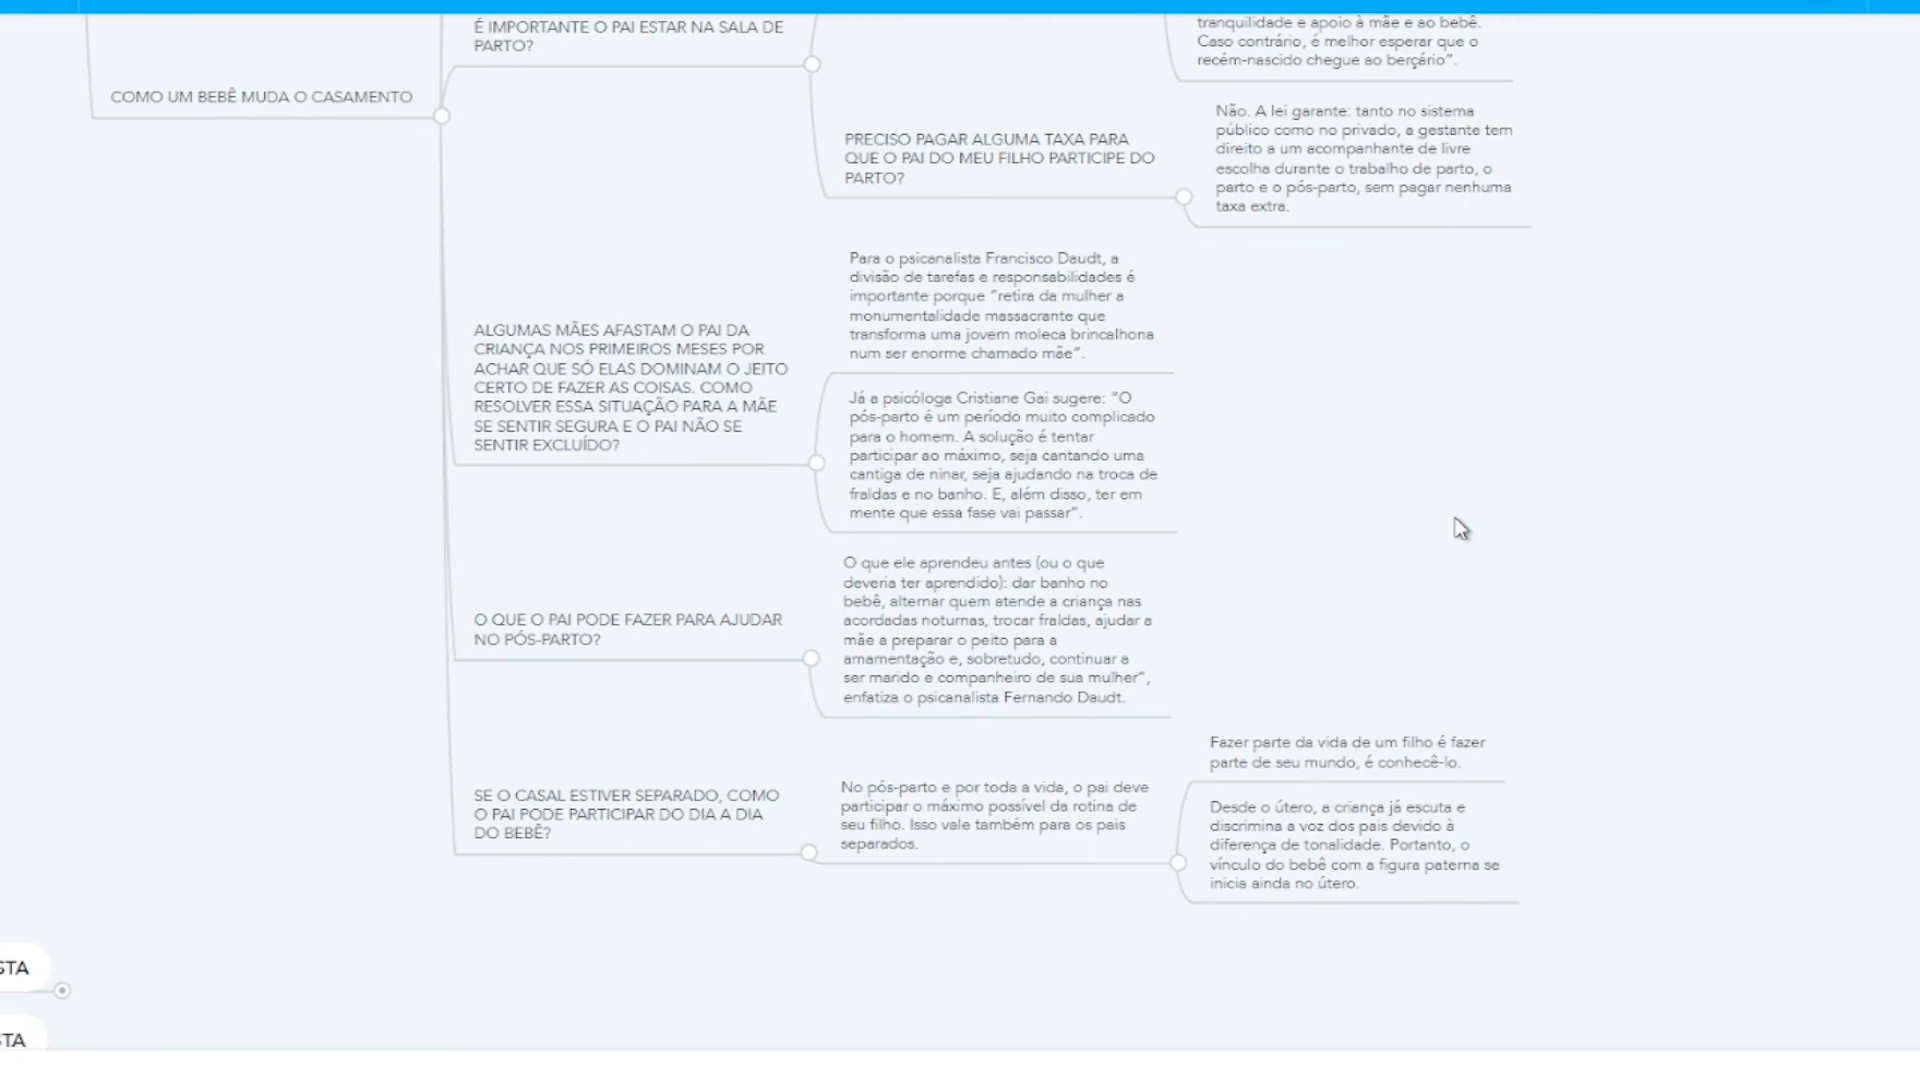 É IMPORTANTE O PAI ESTAR NA SALA DE
PARTO?
tranquilidade e apoio à mãe e ao bebê.
Caso contrário, é melhor esperar que o
recém-nascido chegue ao berçário”.
COMO UM BEBÊ MUDA O CASAMENTO
PRECISO PAGAR ALGUMA TAXA PARA
QUE O PAI DO MEU FILHO PARTICIPE DO
PARTO?
Não. A lei garante: tanto no sistema
público como no privado, a gestante tem
direito a um acompanhante de livre
escolha durante o trabalho de parto, o
parto e o pós-parto, sem pagar nenhuma
taxa extra.
ALGUMAS MÃES AFASTAM O PAI DA
CRIANÇA NOS PRIMEIROS MESES POR
ACHAR QUE SÓ ELAS DOMINAM O JEITO
CERTO DE FAZER AS COISAS. COMO
RESOLVER ESSA SITUAÇÃO PARA A MÃE
SE SENTIR SEGURA E O PAI NÃO SE
SENTIR EXCLUÍDO?
Para o psicanalista Francisco Daudt, a
divisão de tarefas e responsabilidades é
importante porque “retira da mulher a
monumentalidade massacrante que
transforma uma jovem moleca brincalhona
num ser enorme chamado mãe”.
Já a psicóloga Cristiane Gai sugere: “O
pós-parto é um período muito complicado
para o homem. A solução é tentar
participar ao máximo, seja cantando uma
cantiga de ninar, seja ajudando na troca de
fraldas e no banho. E, além disso, ter em
mente que essa fase vai passar”.
O QUE O PAI PODE FAZER PARA AJUDAR
NO PÓS-PARTO?
O que ele aprendeu antes (ou o que
deveria ter aprendido): dar banho no
bebê, alternar quem atende a criança nas
acordadas noturnas, trocar fraldas, ajudar a
mãe a preparar o peito para a
amamentação e, sobretudo, continuar a
ser marido e companheiro de sua mulher”,
enfatiza o psicanalista Fernando Daudt.
SE O CASAL ESTIVER SEPARADO, COMO
O PAI PODE PARTICIPAR DO DIA A DIA
DO BEBÊ?
No pós-parto e por toda a vida, o pai deve
participar o máximo possível da rotina de
seu filho. Isso vale também para os pais
separados.
Fazer parte da vida de um filho é fazer
parte de seu mundo, é conhecê-lo.
Desde o útero, a criança já escuta e
discrimina a voz dos pais devido à
diferença de tonalidade. Portanto, o
vínculo do bebê com a figura paterna se
inicia ainda no útero.
STA
STA